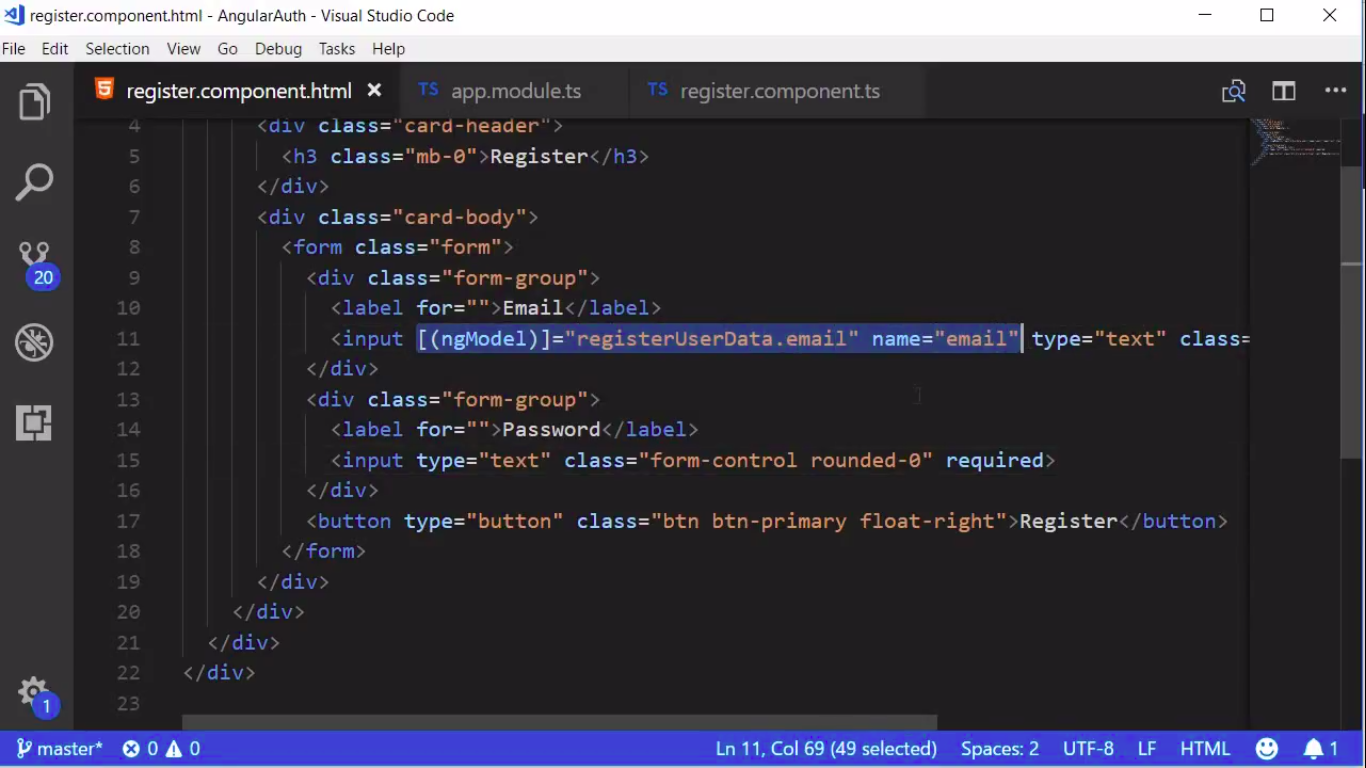 register.component.html - AngularAuth - Visual Studio Code
File Edit Selection View Go Debug Tasks Help
register.component.html TS app.module.ts TS register.component.ts
4 <div class="card-header">
5 <h3 class="mb-0">Register</h3>
6 </div>
7 <div class="card-body">
8 <form class="form">
9 <div class="form-group">
10 <label for="">Email</label>
11 <input [(ngModel)]="registerUserData.email" name="email" type="text" class=
12 </div>
13 <div class="form-group">
14 <label for="">Password</label>
15 <input type="text" class="form-control rounded-0" required>
16 </div>
17 <button type="button" class="btn btn-primary float-right">Register</button>
18 </form>
19 </div>
20 </div>
21 </div>
22 </div>
23
20
1
master* 0 0 Ln 11, Col 69 (49 selected) Spaces: 2 UTF-8 LF HTML 1